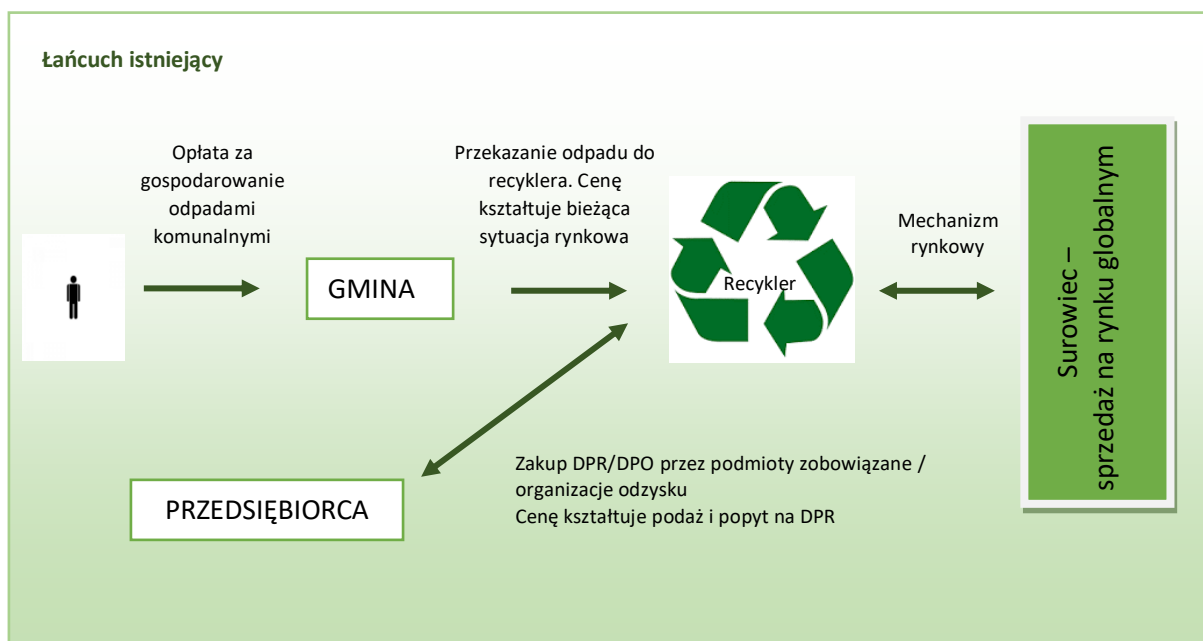 Łańcuch istniejący
Opłata za
gospodarowanie
odpadami
komunalnymi
Przekazanie odpadu do
recyklera. Cenę
kształtuje bieżąca
sytuacja rynkowa
GMINA
Recykler
Mechanizm
rynkowy
Surowiec –
sprzedaż na rynku globalnym
PRZEDSIĘBIORCA
Zakup DPR/DPO przez podmioty zobowiązane /
organizacje odzysku
Cenę kształtuje podaż i popyt na DPR